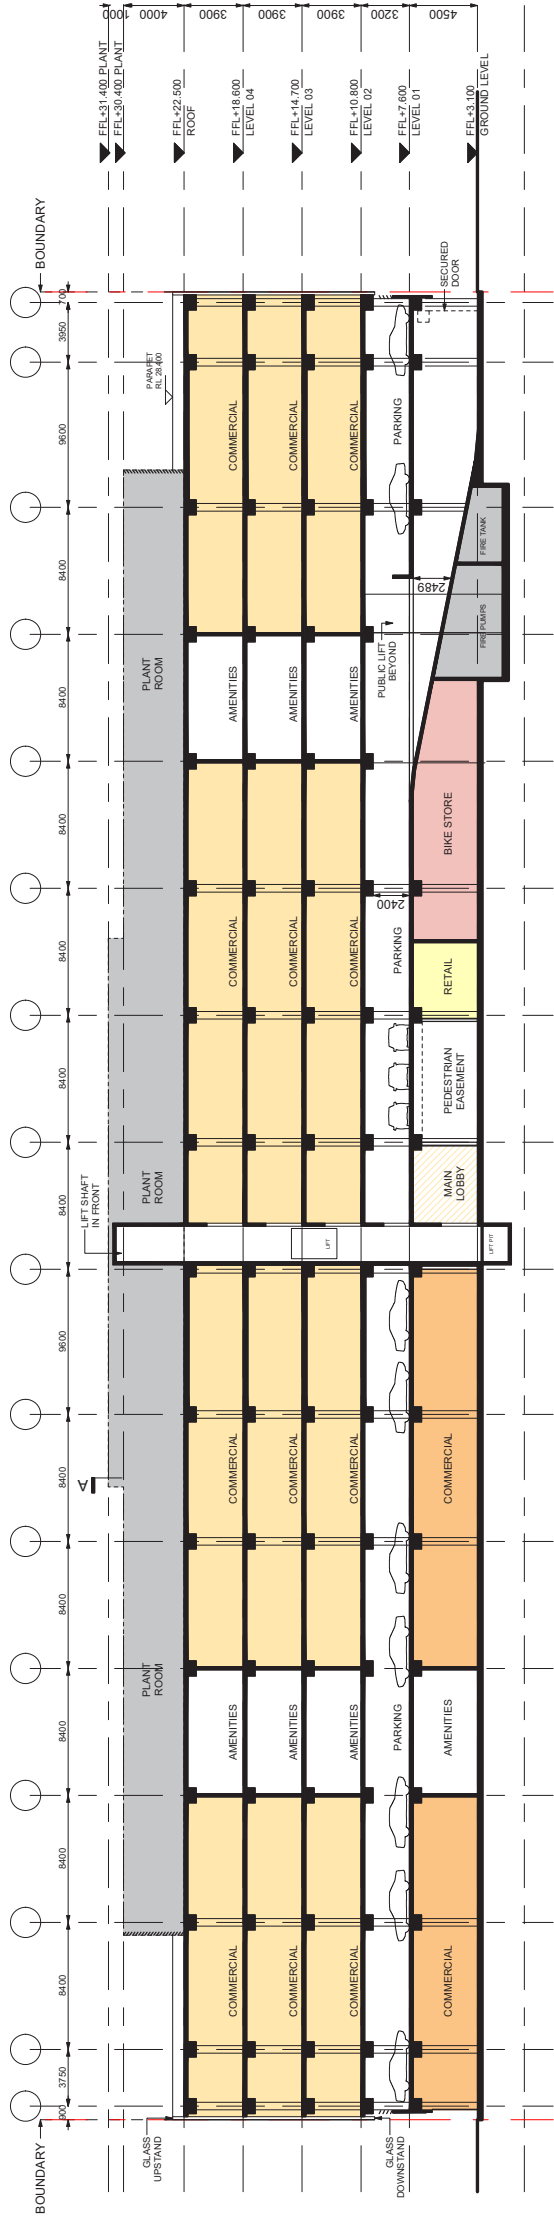 BOUNDARY
BOUNDARY
900 3750 8400 8400 8400 8400 8400 9600 8400 8400 8400 8400 8400 8400 9600 3950 700
A
LIFT SHAFT
IN FRONT
FFL+31.400 PLANT
1000
FFL+30.400 PLANT
4000
GLASS
UPSTAND
PLANT
ROOM
PLANT
ROOM
PLANT
ROOM
PARAPET
RL 28.400
FFL+22.500
ROOF
3900
COMMERCIAL AMENITIES COMMERCIAL COMMERCIAL AMENITIES COMMERCIAL
FFL+18.600
LEVEL 04
3900
COMMERCIAL AMENITIES COMMERCIAL LIFT COMMERCIAL AMENITIES COMMERCIAL
FFL+14.700
LEVEL 03
3900
COMMERCIAL AMENITIES COMMERCIAL COMMERCIAL AMENITIES COMMERCIAL
FFL+10.800
LEVEL 02
3200
GLASS
DOWNSTAND
PARKING
PARKING
2400
PUBLIC LIFT
BEYOND
PARKING
FFL+7.600
LEVEL 01
4500
COMMERCIAL
AMENITIES
COMMERCIAL
MAIN
LOBBY
PEDESTRIAN
EASEMENT
RETAIL
BIKE STORE
2489
SECURED
DOOR
FFL+3.100
GROUND LEVEL
LIFT PIT
FIRE PUMPS
FIRE TANK